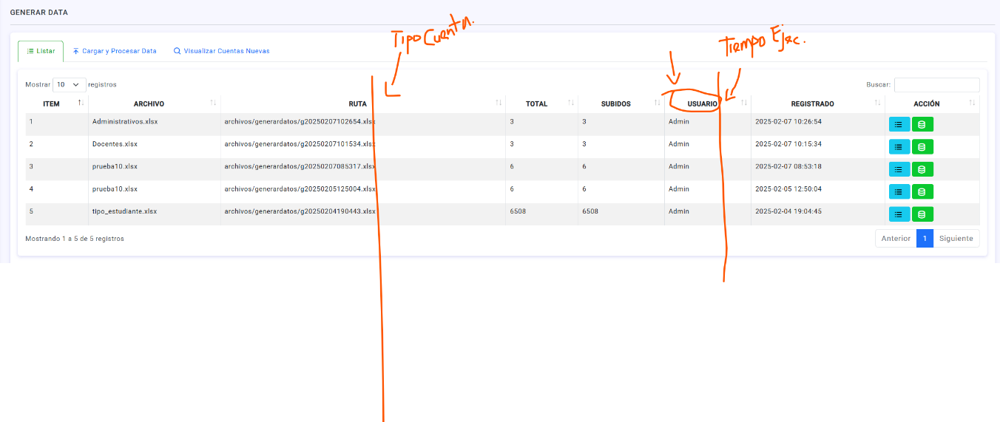 GENERAR DATA
Tipo Cuenta.
Tiempo Ejec.
Listar Cargar y Procesar Data Visualizar Cuentas Nuevas
Mostrar 10 registros Buscar:
ITEM ARCHIVO RUTA TOTAL SUBIDOS USUARIO REGISTRADO ACCIÓN
1 Administrativos.xlsx archivos/generardatos/g20250207102654.xlsx 3 3 Admin 2025-02-07 10:26:54
2 Docentes.xlsx archivos/generardatos/g20250207101534.xlsx 3 3 Admin 2025-02-07 10:15:34
3 prueba10.xlsx archivos/generardatos/g20250207085317.xlsx 6 6 Admin 2025-02-07 08:53:18
4 prueba10.xlsx archivos/generardatos/g20250205125004.xlsx 6 6 Admin 2025-02-05 12:50:04
5 tipo_estudiante.xlsx archivos/generardatos/g20250204190443.xlsx 6508 6508 Admin 2025-02-04 19:04:45
Mostrando 1 a 5 de 5 registros Anterior 1 Siguiente